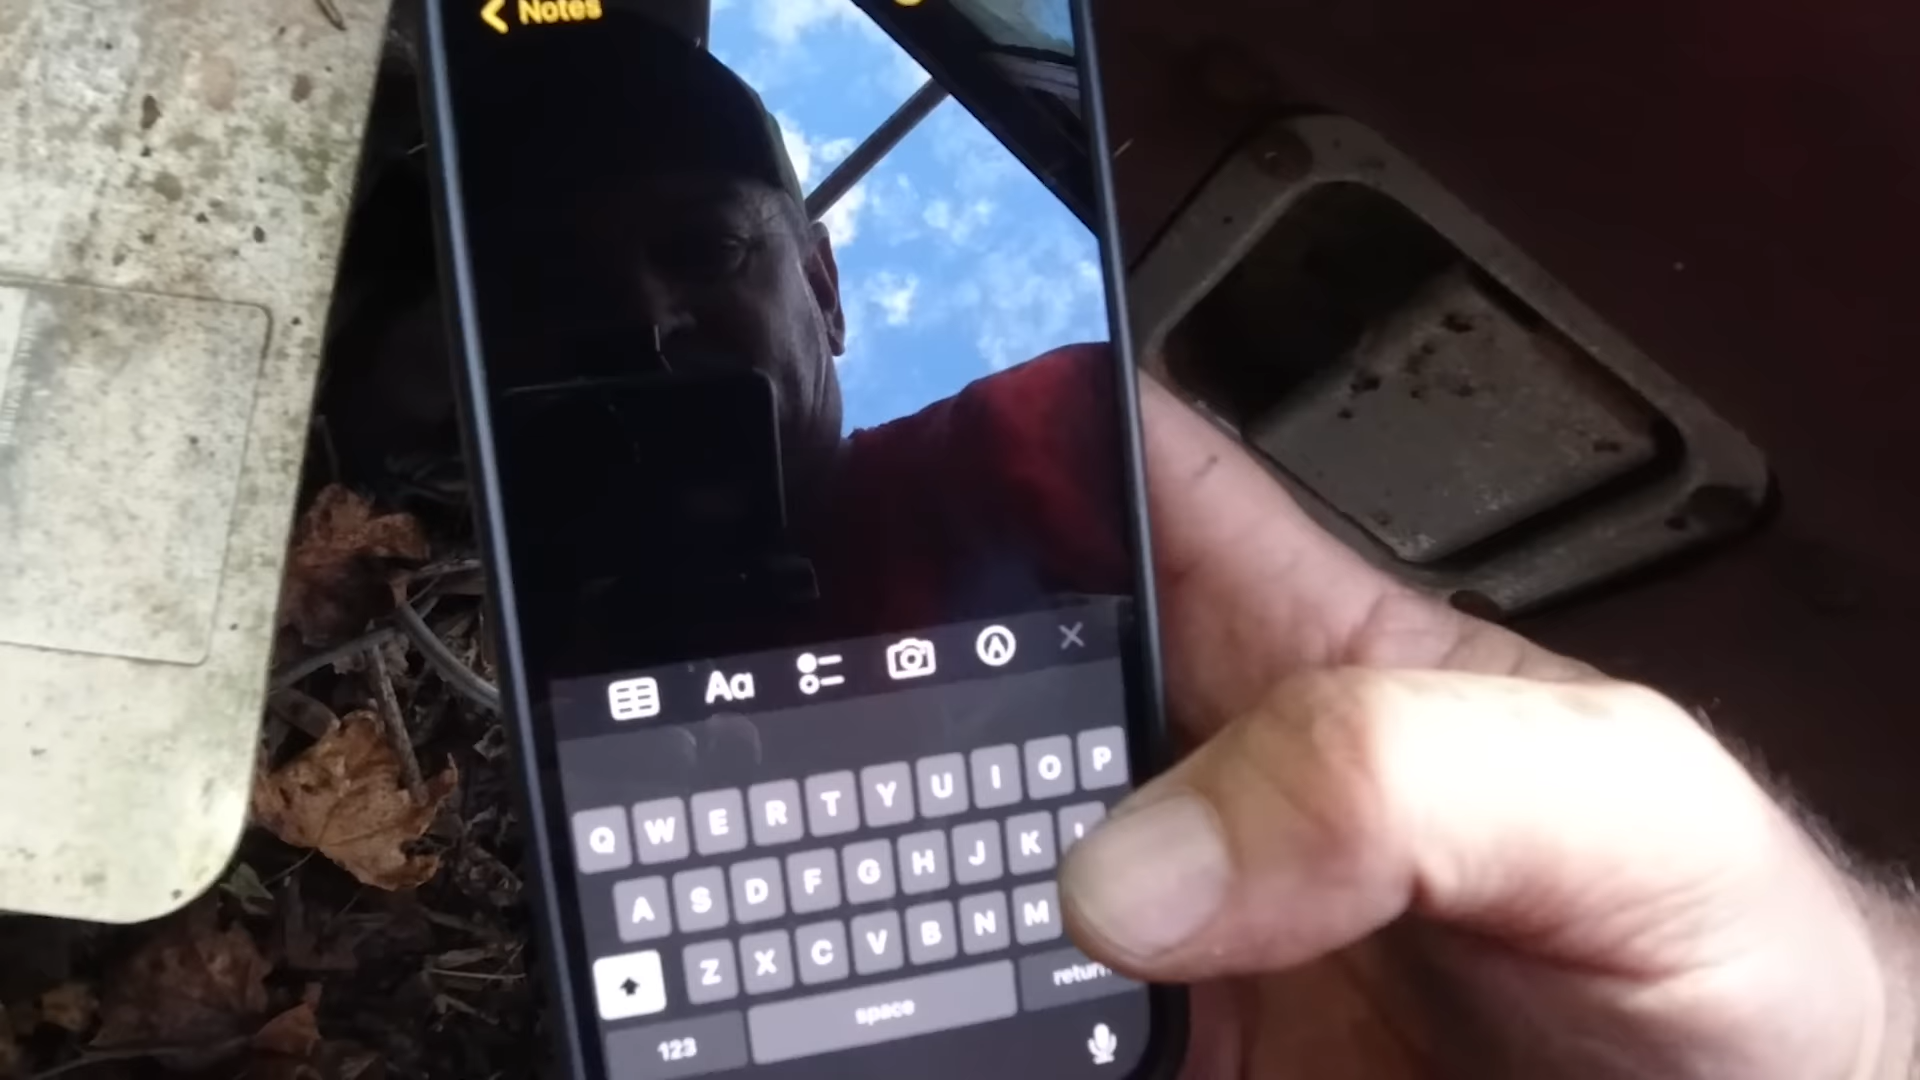 Notes
Aa
Q W E R T Y U I O P
A S D F G H J K
Z X C V B N M
123 space return